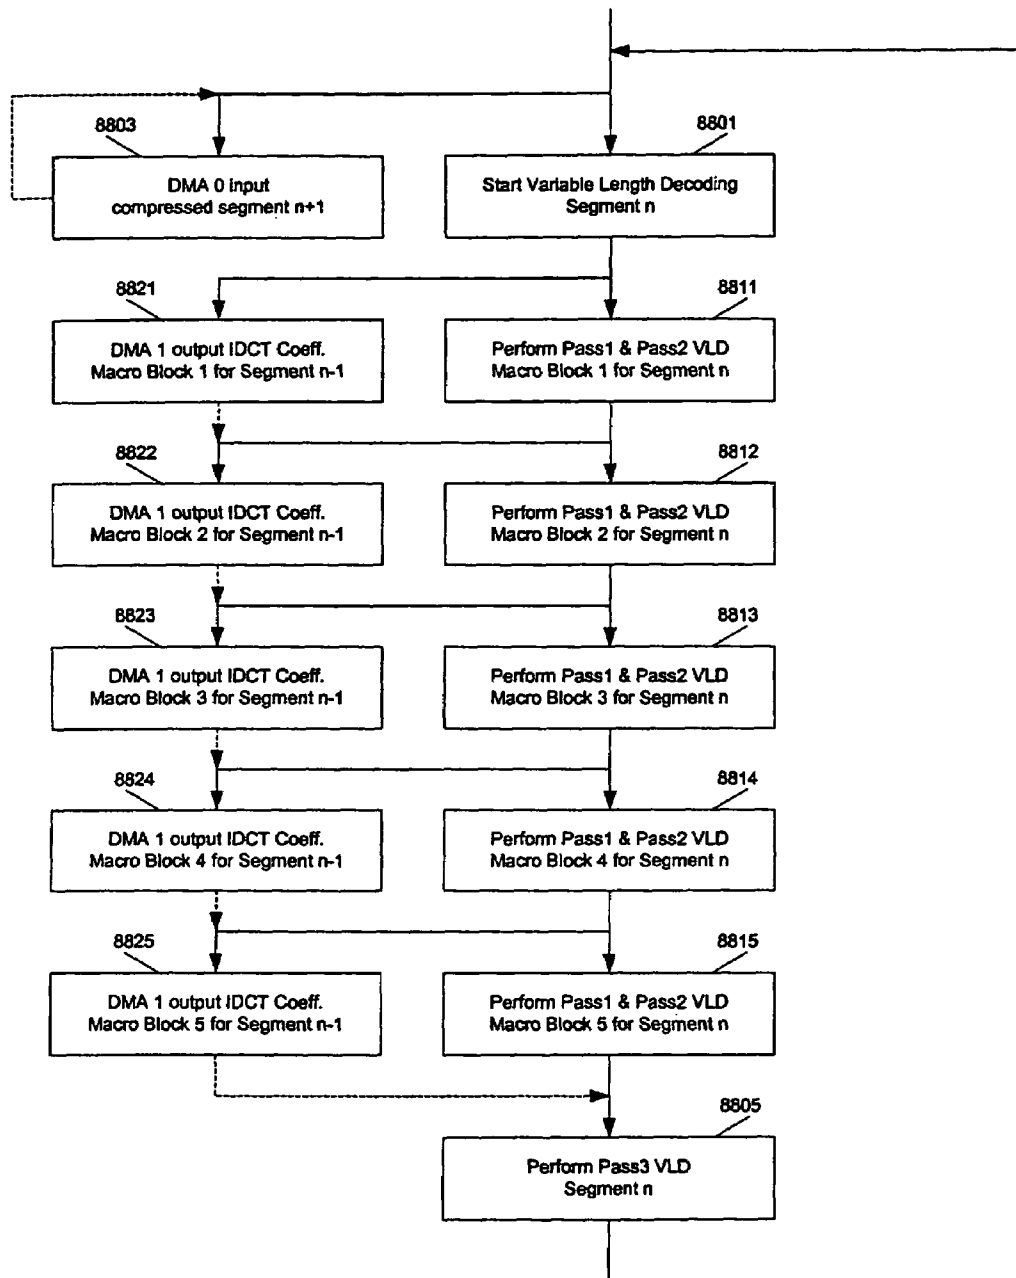 8803
8801
DMA 0 input
compressed segment n+1
Start Variable Length Decoding
Segment n
8821
8811
DMA 1 output IDCT Coeff.
Macro Block 1 for Segment n-1
Perform Pass1 & Pass2 VLD
Macro Block 1 for Segment n
8822
8812
DMA 1 output IDCT Coeff.
Macro Block 2 for Segment n-1
Perform Pass1 & Pass2 VLD
Macro Block 2 for Segment n
8823
8813
DMA 1 output IDCT Coeff.
Macro Block 3 for Segment n-1
Perform Pass1 & Pass2 VLD
Macro Block 3 for Segment n
8824
8814
DMA 1 output IDCT Coeff.
Macro Block 4 for Segment n-1
Perform Pass1 & Pass2 VLD
Macro Block 4 for Segment n
8825
8815
DMA 1 output IDCT Coeff.
Macro Block 5 for Segment n-1
Perform Pass1 & Pass2 VLD
Macro Block 5 for Segment n
8805
Perform Pass3 VLD
Segment n